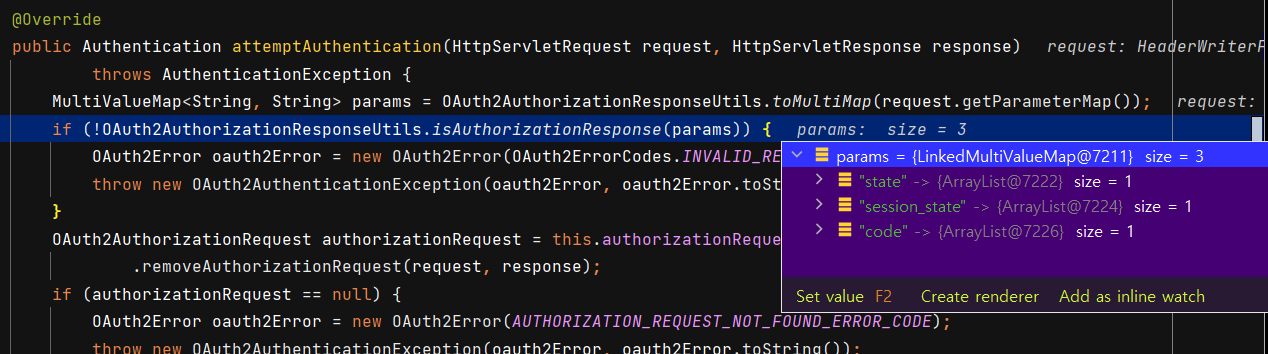 @Override
public Authentication attemptAuthentication(HttpServletRequest request, HttpServletResponse response)   request: HeaderWriterF
throws AuthenticationException {
MultiValueMap<String, String> params = OAuth2AuthorizationResponseUtils.toMultiMap(request.getParameterMap());   request:
if (!OAuth2AuthorizationResponseUtils.isAuthorizationResponse(params)) {   params:  size = 3
OAuth2Error oauth2Error = new OAuth2Error(OAuth2ErrorCodes.INVALID_RE
throw new OAuth2AuthenticationException(oauth2Error, oauth2Error.toSt
}
OAuth2AuthorizationRequest authorizationRequest = this.authorizationReque
.removeAuthorizationRequest(request, response);
if (authorizationRequest == null) {
OAuth2Error oauth2Error = new OAuth2Error(AUTHORIZATION_REQUEST_NOT_FOUND_ERROR_CODE);
throw new OAuth2AuthenticationException(oauth2Error, oauth2Error.toString());
params = {LinkedMultiValueMap@7211}  size = 3
"state" -> {ArrayList@7222}  size = 1
"session_state" -> {ArrayList@7224}  size = 1
"code" -> {ArrayList@7226}  size = 1
Set value F2   Create renderer   Add as inline watch